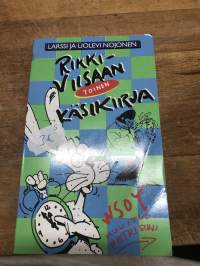 LARSSI JA UOLEVI NOJONEN
RIKKI-
VIISAAN
TOINEN
KÄSIKIRJA
WSOY